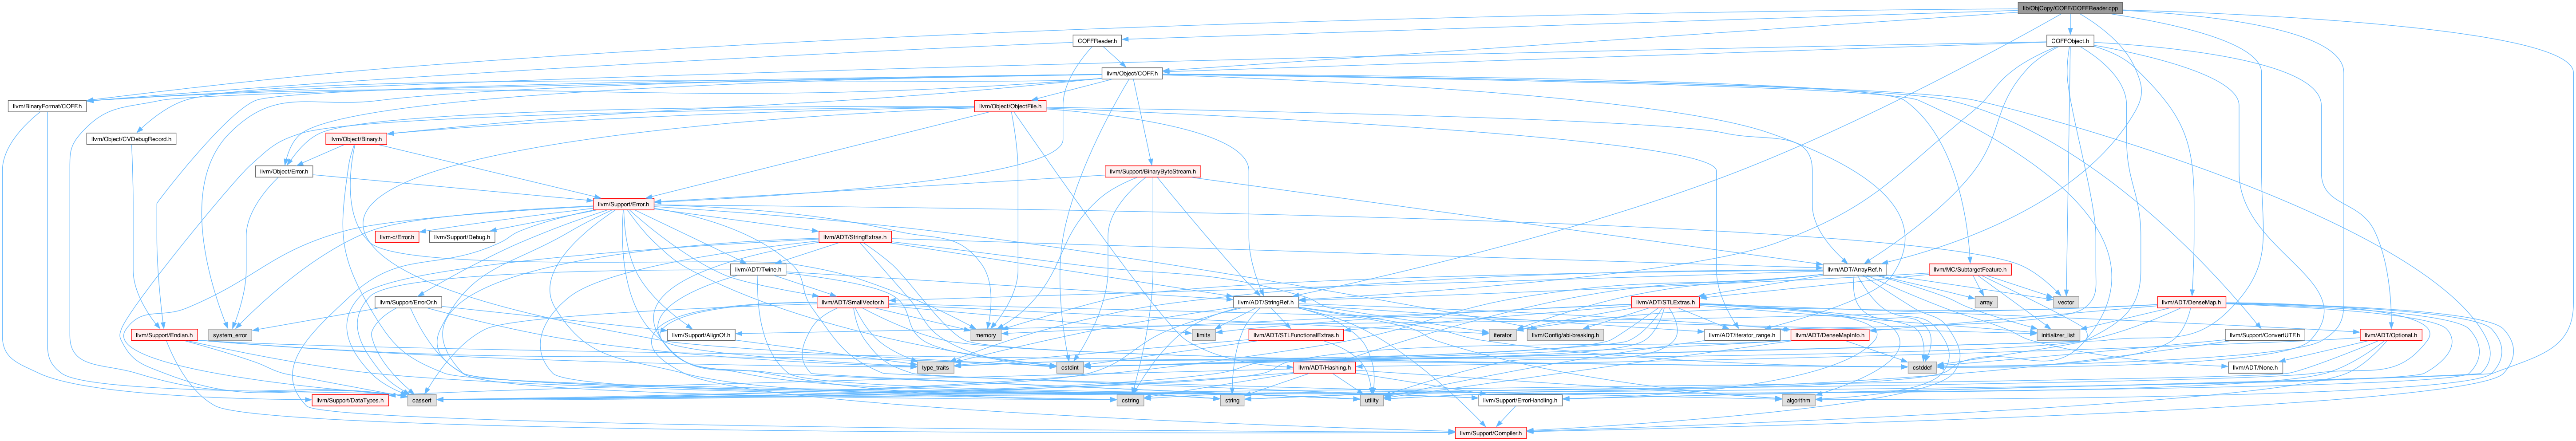 lib/ObjCopy/COFF/COFFReader.cpp
COFFReader.h
COFFObject.h
llvm/Object/COFF.h
llvm/BinaryFormat/COFF.h
llvm/Object/ObjectFile.h
llvm/Object/CVDebugRecord.h
llvm/Object/Binary.h
llvm/Object/Error.h
llvm/Support/BinaryByteStream.h
llvm/Support/Error.h
llvm-c/Error.h
llvm/Support/Debug.h
llvm/ADT/StringExtras.h
llvm/ADT/Twine.h
llvm/ADT/ArrayRef.h
llvm/MC/SubtargetFeature.h
llvm/Support/ErrorOr.h
llvm/ADT/SmallVector.h
llvm/ADT/StringRef.h
llvm/ADT/STLExtras.h
array
vector
llvm/ADT/DenseMap.h
llvm/Support/Endian.h
system_error
llvm/Support/AlignOf.h
memory
limits
llvm/ADT/STLFunctionalExtras.h
iterator
llvm/Config/abi-breaking.h
llvm/ADT/iterator_range.h
llvm/ADT/DenseMapInfo.h
initializer_list
llvm/Support/ConvertUTF.h
llvm/ADT/Optional.h
type_traits
cstdint
llvm/ADT/Hashing.h
cstddef
llvm/ADT/None.h
llvm/Support/DataTypes.h
cassert
cstring
string
utility
llvm/Support/ErrorHandling.h
algorithm
llvm/Support/Compiler.h